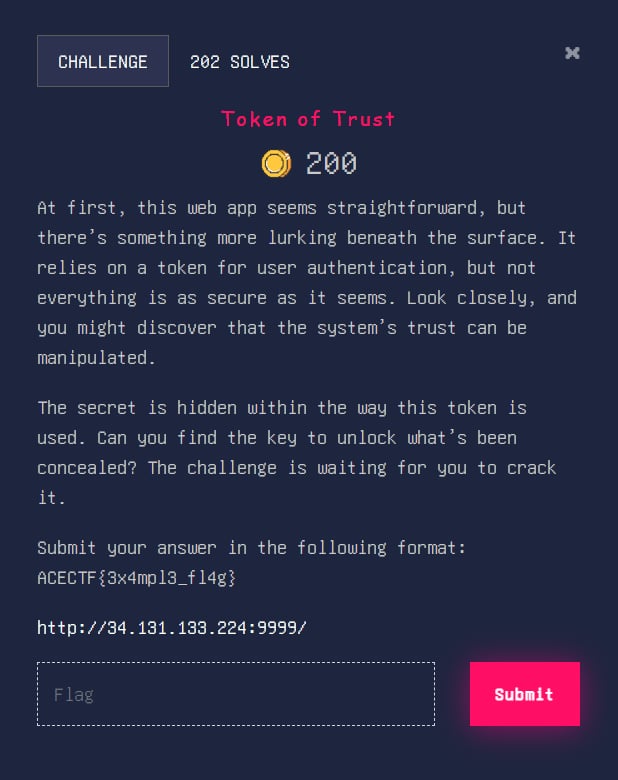 CHALLENGE
202 SOLVES
✖
Token of Trust
200
At first, this web app seems straightforward, but
there’s something more lurking beneath the surface. It
relies on a token for user authentication, but not
everything is as secure as it seems. Look closely, and
you might discover that the system’s trust can be
manipulated.
The secret is hidden within the way this token is
used. Can you find the key to unlock what’s been
concealed? The challenge is waiting for you to crack
it.
Submit your answer in the following format:
ACECTF{3x4mpl3_fl4g}
http://34.131.133.224:9999/
Flag
Submit